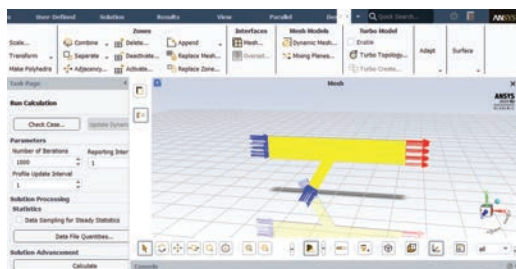 User Defined Solution Results View Parallel Quick Search... ANSYS
Zones Interfaces Mesh Models Turbo Model
Scale... Combine Delete... Append Mesh... Dynamic Mesh... Enable
Transform Separate Deactivate... Replace Mesh... Overset... Mixing Planes... Turbo Topology... Adapt Surface
Make Polyhedra Adjacency... Activate... Replace Zone... Turbo Create...
Task Page Mesh
Run Calculation
ANSYS
Check Case...
Parameters
Number of Iterations Reporting Inter
1000 1
Profile Update Interval
1
Solution Processing
Statistics
Data Sampling for Steady Statistics
Data File Quantities...
Solution Advancement
all
Calculate Console